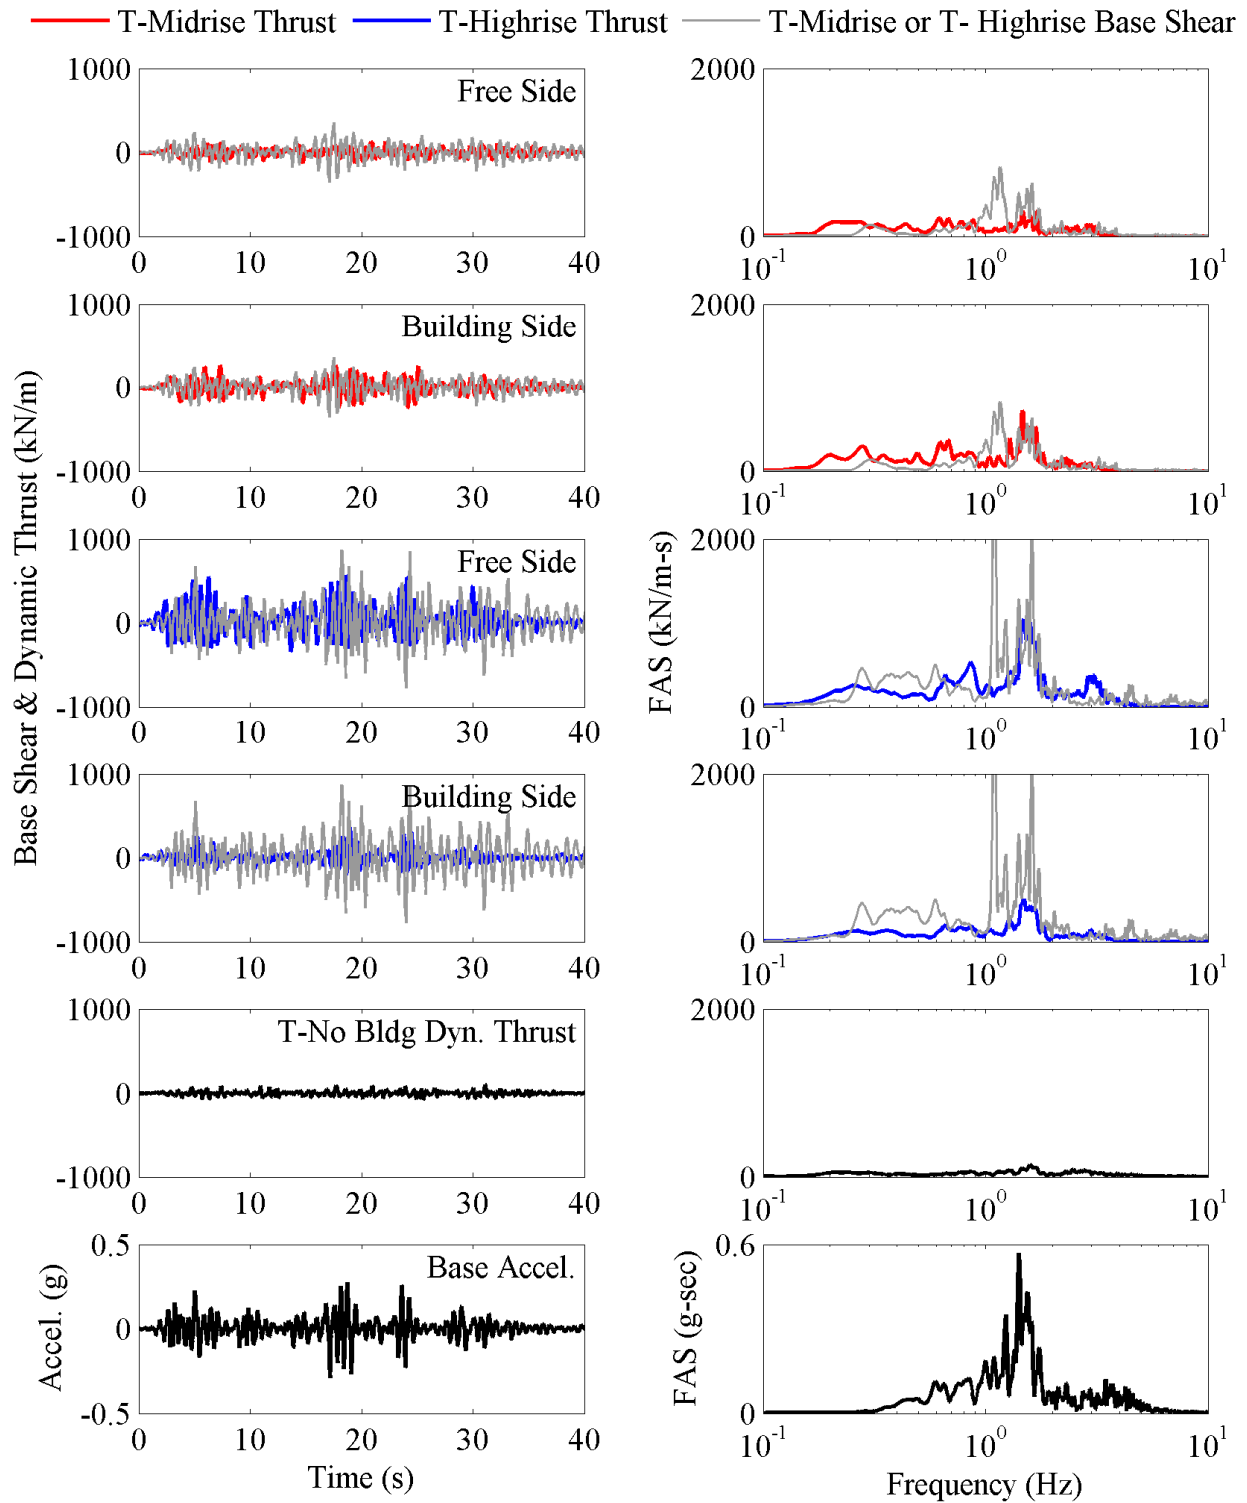 T-Midrise Thrust T-Highrise Thrust T-Midrise or T- Highrise Base Shear
Base Shear & Dynamic Thrust (kN/m)
1000
0
-1000
Free Side
0 10 20 30 40
2000
0
10^-1 10^0 10^1
1000
0
-1000
Building Side
0 10 20 30 40
2000
0
10^-1 10^0 10^1
1000
0
-1000
Free Side
0 10 20 30 40
FAS (kN/m-s)
2000
0
10^-1 10^0 10^1
1000
0
-1000
Building Side
0 10 20 30 40
2000
0
10^-1 10^0 10^1
1000
0
-1000
T-No Bldg Dyn. Thrust
0 10 20 30 40
2000
0
10^-1 10^0 10^1
Accel. (g)
0.5
0
-0.5
Base Accel.
0 10 20 30 40
Time (s)
FAS (g-sec)
0.6
0
10^-1 10^0 10^1
Frequency (Hz)